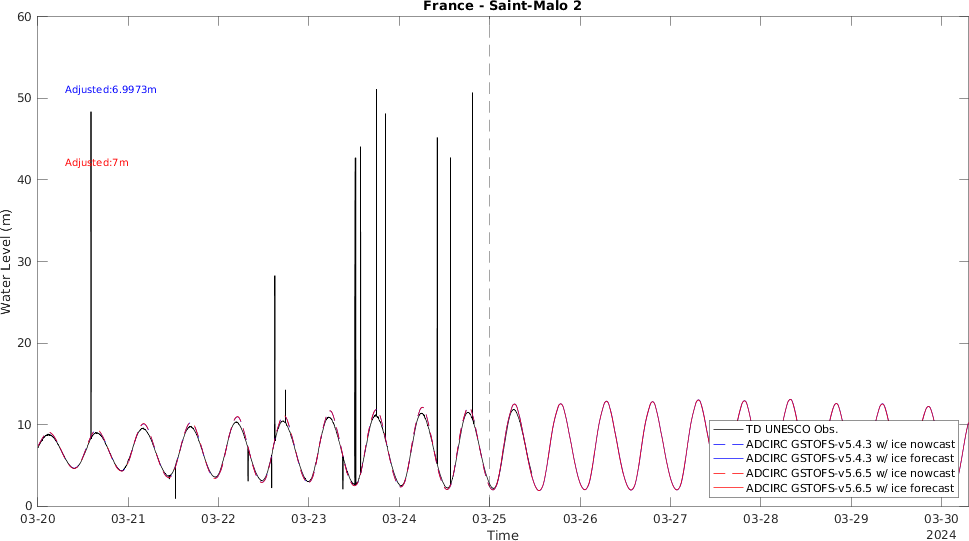 France - Saint-Malo 2
60
50
40
30
20
10
0
Water Level (m)
Adjusted:6.9973m
Adjusted:7m
TD UNESCO Obs.
ADCIRC GSTOFS-v5.4.3 w/ ice nowcast
ADCIRC GSTOFS-v5.4.3 w/ ice forecast
ADCIRC GSTOFS-v5.6.5 w/ ice nowcast
ADCIRC GSTOFS-v5.6.5 w/ ice forecast
03-20 03-21 03-22 03-23 03-24 03-25 03-26 03-27 03-28 03-29 03-30
2024
Time